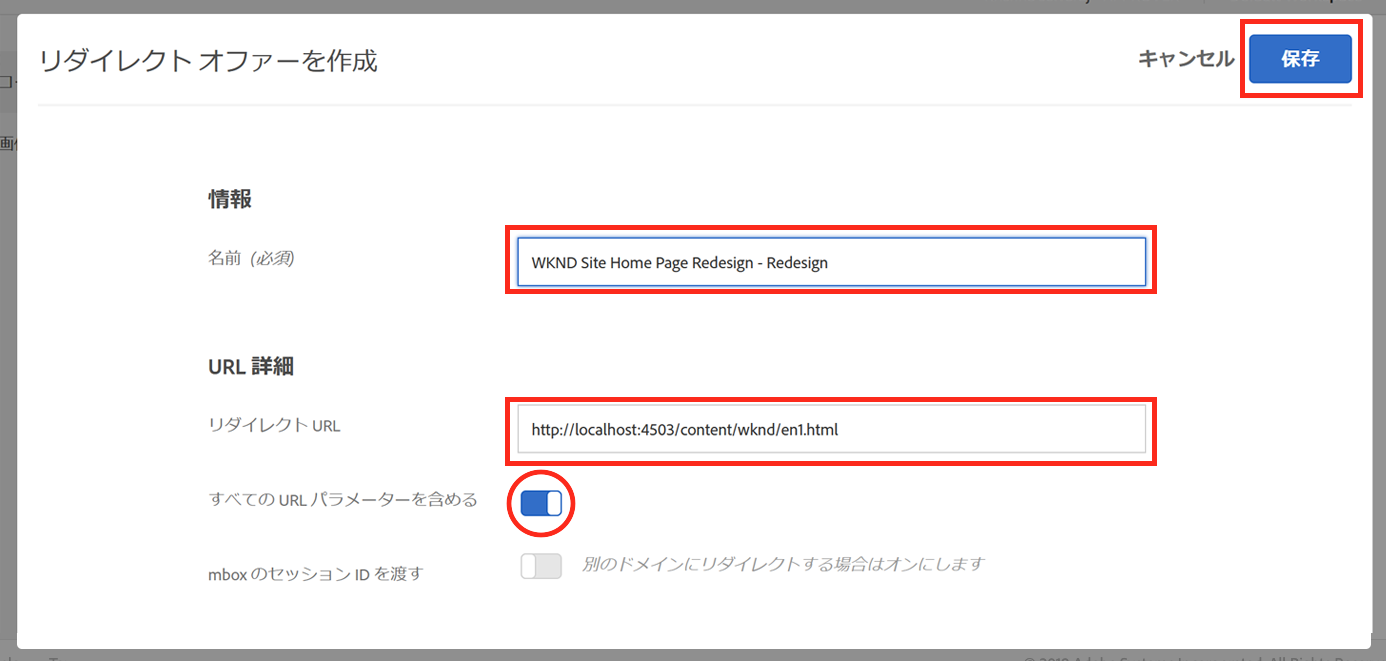 リダイレクト オファーを作成
キャンセル
保存
情報
名前 (必須)
WKND Site Home Page Redesign - Redesign
URL 詳細
リダイレクト URL
http://localhost:4503/content/wknd/en1.html
すべての URL パラメーターを含める
mbox のセッション ID を渡す
別のドメインにリダイレクトする場合はオンにします